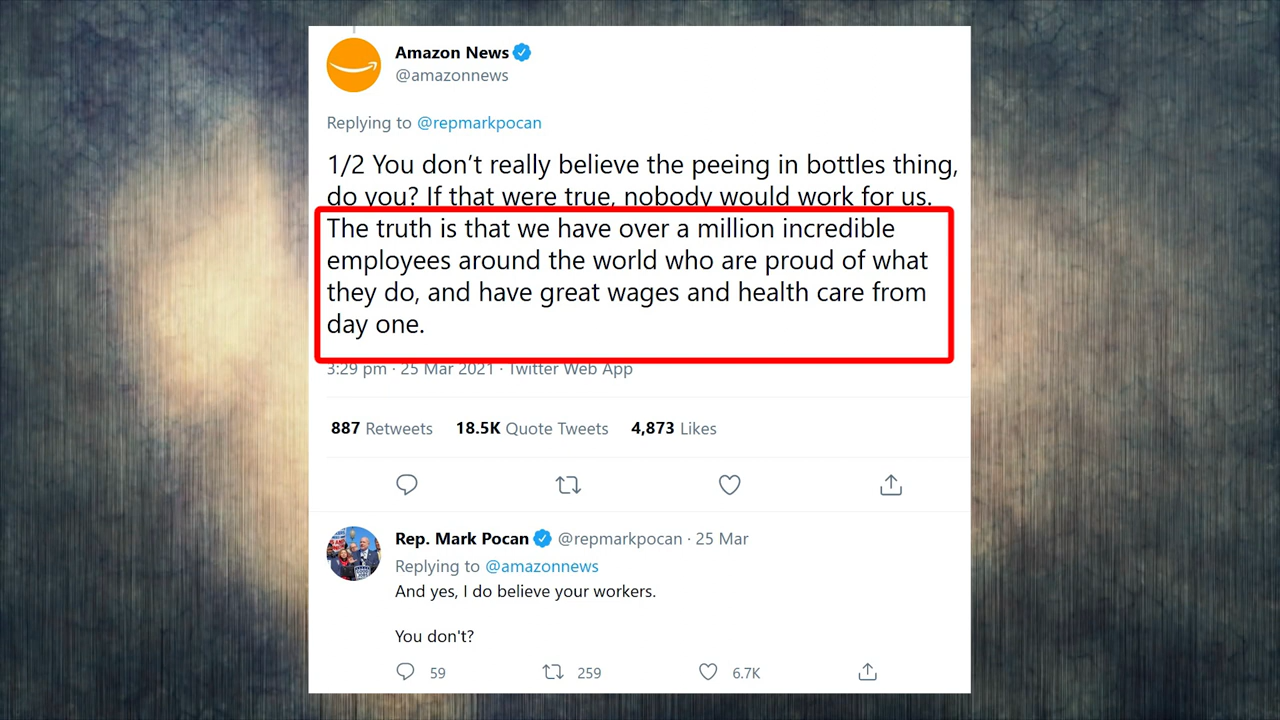 Amazon News
@amazonnews
Replying to @repmarkpocan
1/2 You don’t really believe the peeing in bottles thing,
do you? If that were true, nobody would work for us.
The truth is that we have over a million incredible
employees around the world who are proud of what
they do, and have great wages and health care from
day one.
3:29 pm · 25 Mar 2021 · Twitter Web App
887 Retweets 18.5K Quote Tweets 4,873 Likes
Rep. Mark Pocan @repmarkpocan · 25 Mar
Replying to @amazonnews
And yes, I do believe your workers.
You don't?
59 259 6.7K